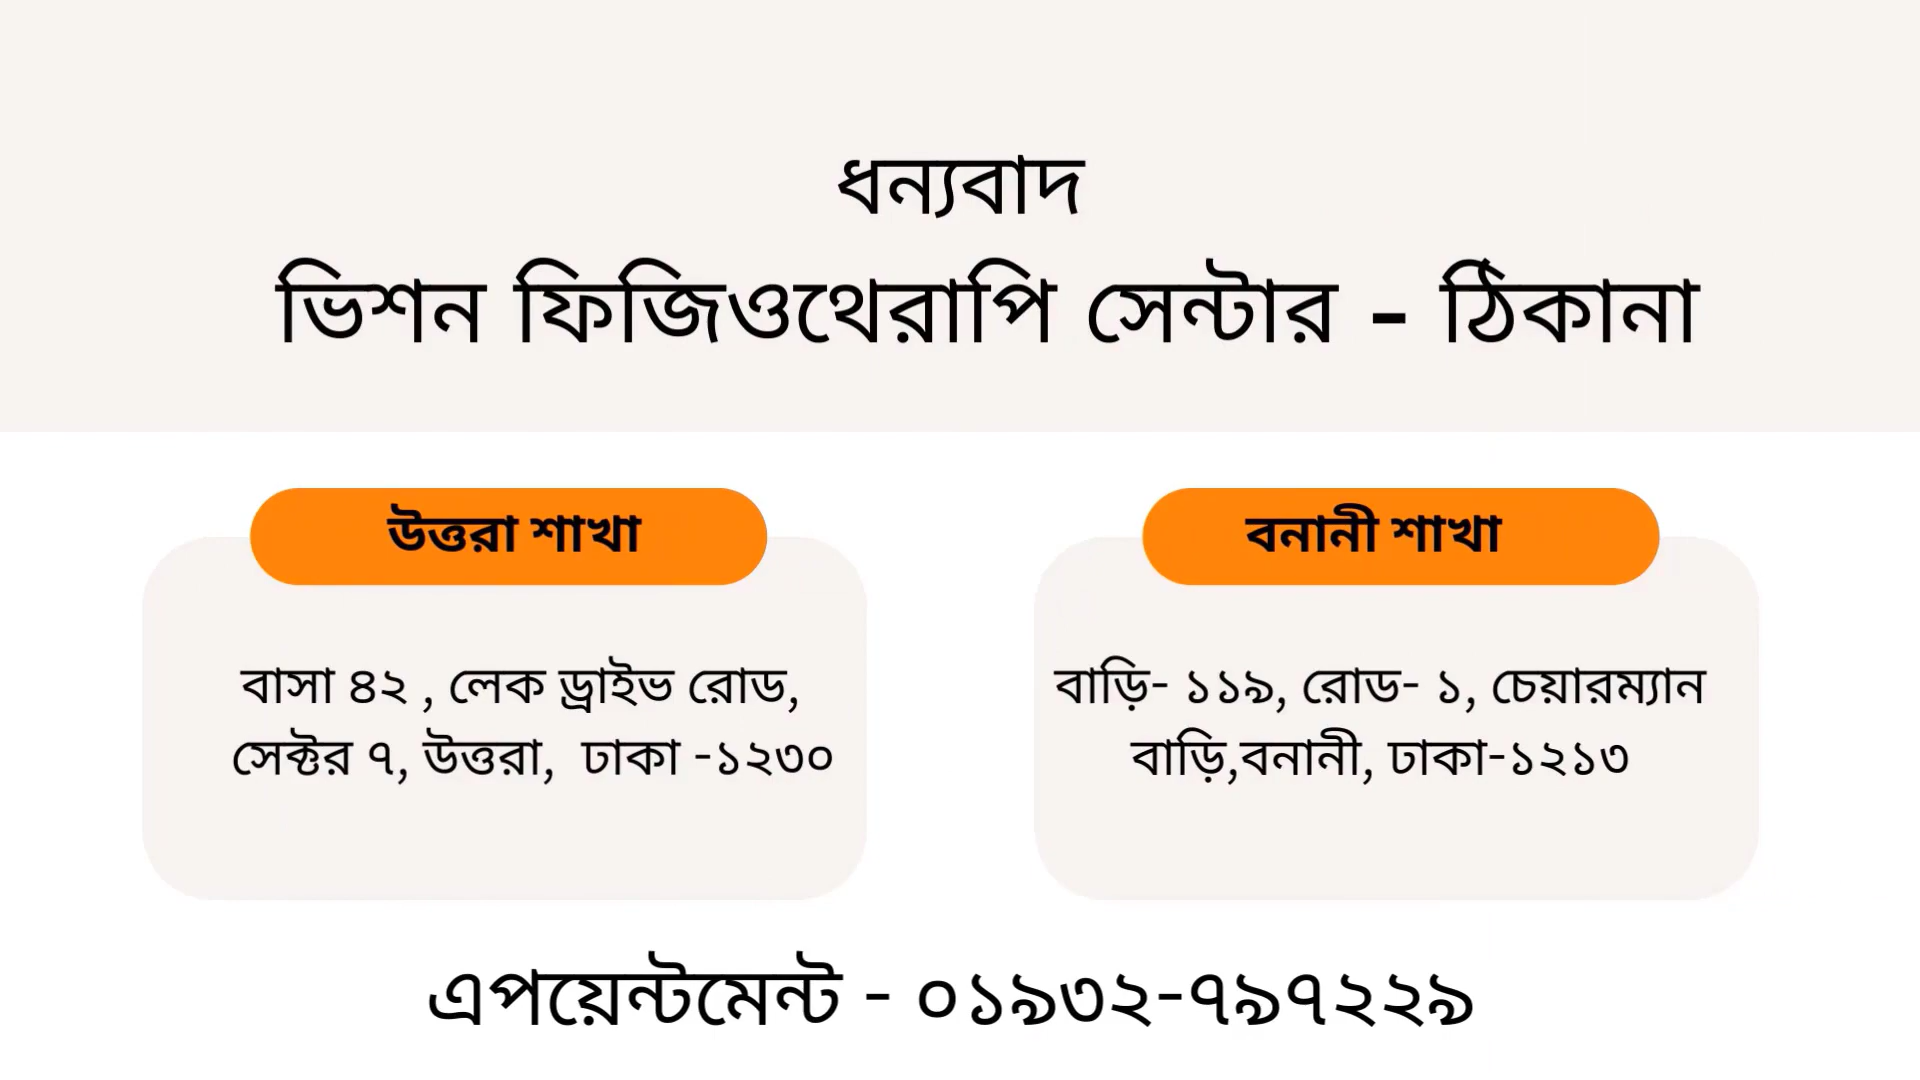 ধন্যবাদ
ভিশন ফিজিওথেরাপি সেন্টার - ঠিকানা
উত্তরা শাখা
বাসা ৪২ , লেক ড্রাইভ রোড,
সেক্টর ৭, উত্তরা, ঢাকা -১২৩০
বনানী শাখা
বাড়ি- ১১৯, রোড- ১, চেয়ারম্যান
বাড়ি,বনানী, ঢাকা-১২১৩
এপয়েন্টমেন্ট - ০১৯৩২-৭৯৭২২৯